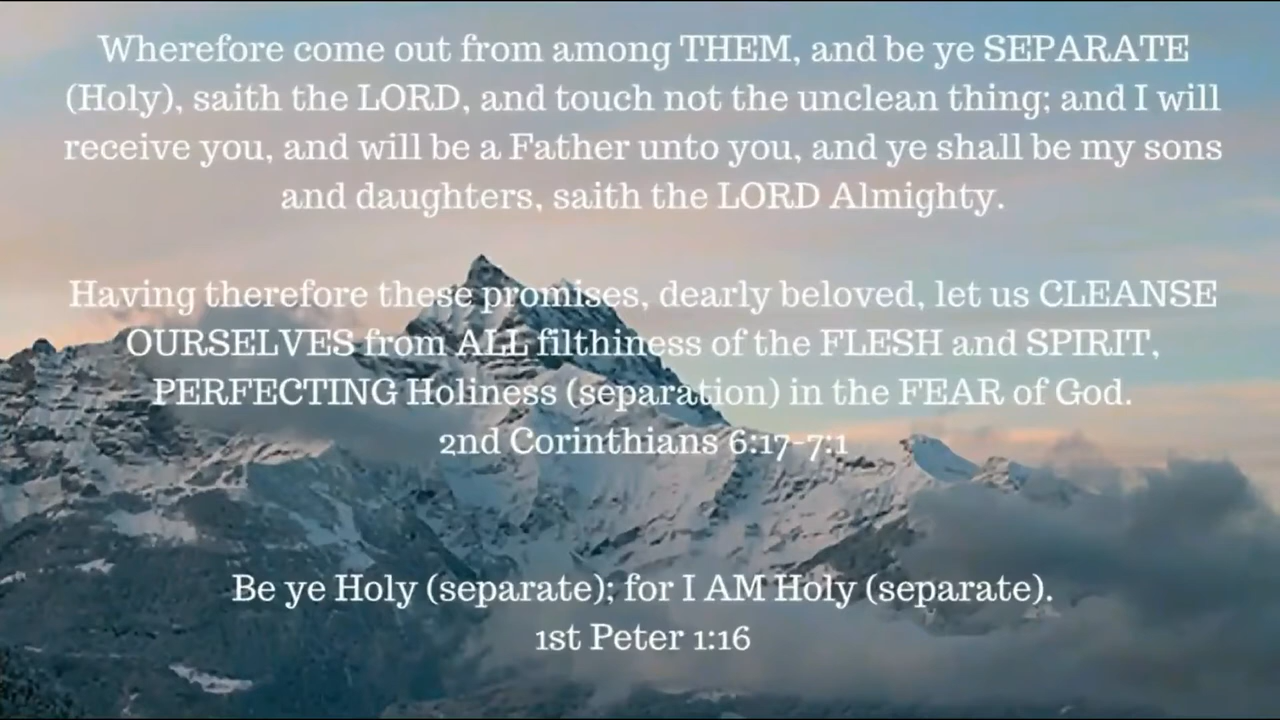 Wherefore come out from among THEM, and be ye SEPARATE
(Holy), saith the LORD, and touch not the unclean thing; and I will
receive you, and will be a Father unto you, and ye shall be my sons
and daughters, saith the LORD Almighty.
Having therefore these promises, dearly beloved, let us CLEANSE
OURSELVES from ALL filthiness of the FLESH and SPIRIT,
PERFECTING Holiness (separation) in the FEAR of God.
2nd Corinthians 6:17-7:1
Be ye Holy (separate); for I AM Holy (separate).
1st Peter 1:16